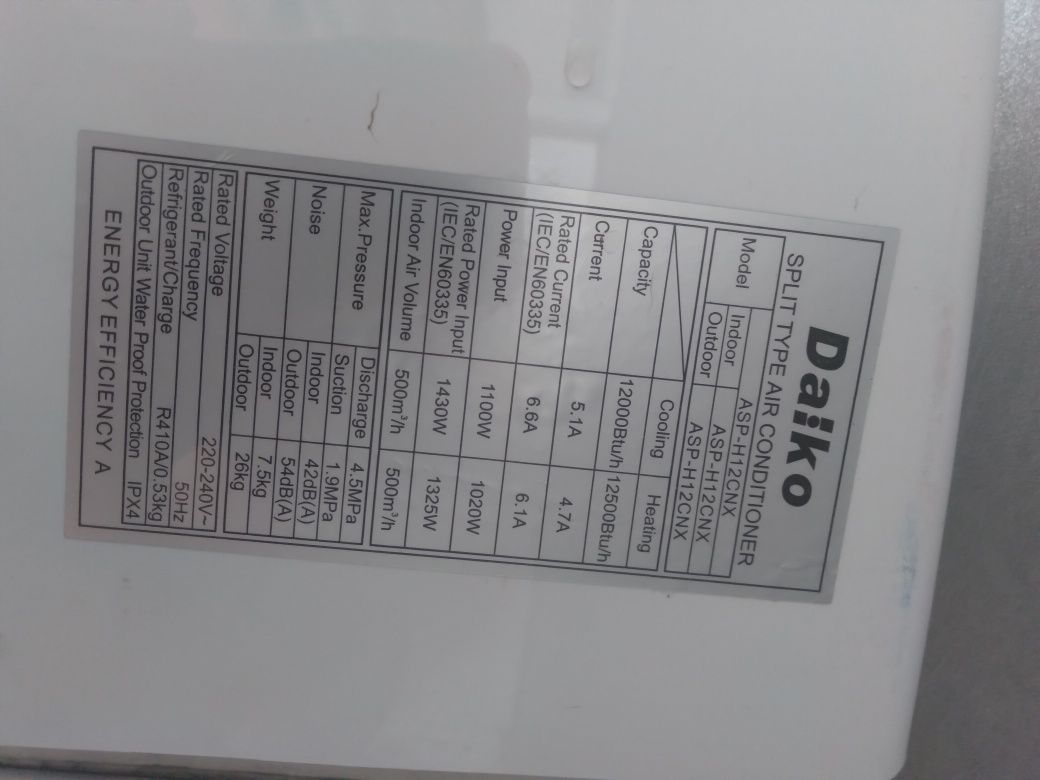 Daiko
SPLIT TYPE AIR CONDITIONER
Model ASP-H12CNX
Indoor ASP-H12CNX
Outdoor ASP-H12CNX
Cooling Heating
Capacity 12000Btu/h 12500Btu/h
Current 5.1A 4.7A
Rated Current
(IEC/EN60335) 6.6A 6.1A
Power Input 1100W 1020W
Rated Power Input
(IEC/EN60335) 1430W 1325W
Indoor Air Volume 500m³/h 500m³/h
Max.Pressure Discharge 4.5MPa
Suction 1.9MPa
Noise Indoor 42dB(A)
Outdoor 54dB(A)
Weight Indoor 7.5kg
Outdoor 26kg
Rated Voltage 220-240V~
Rated Frequency 50Hz
Refrigerant/Charge R410A/0.53kg
Outdoor Unit Water Proof Protection IPX4
ENERGY EFFICIENCY A